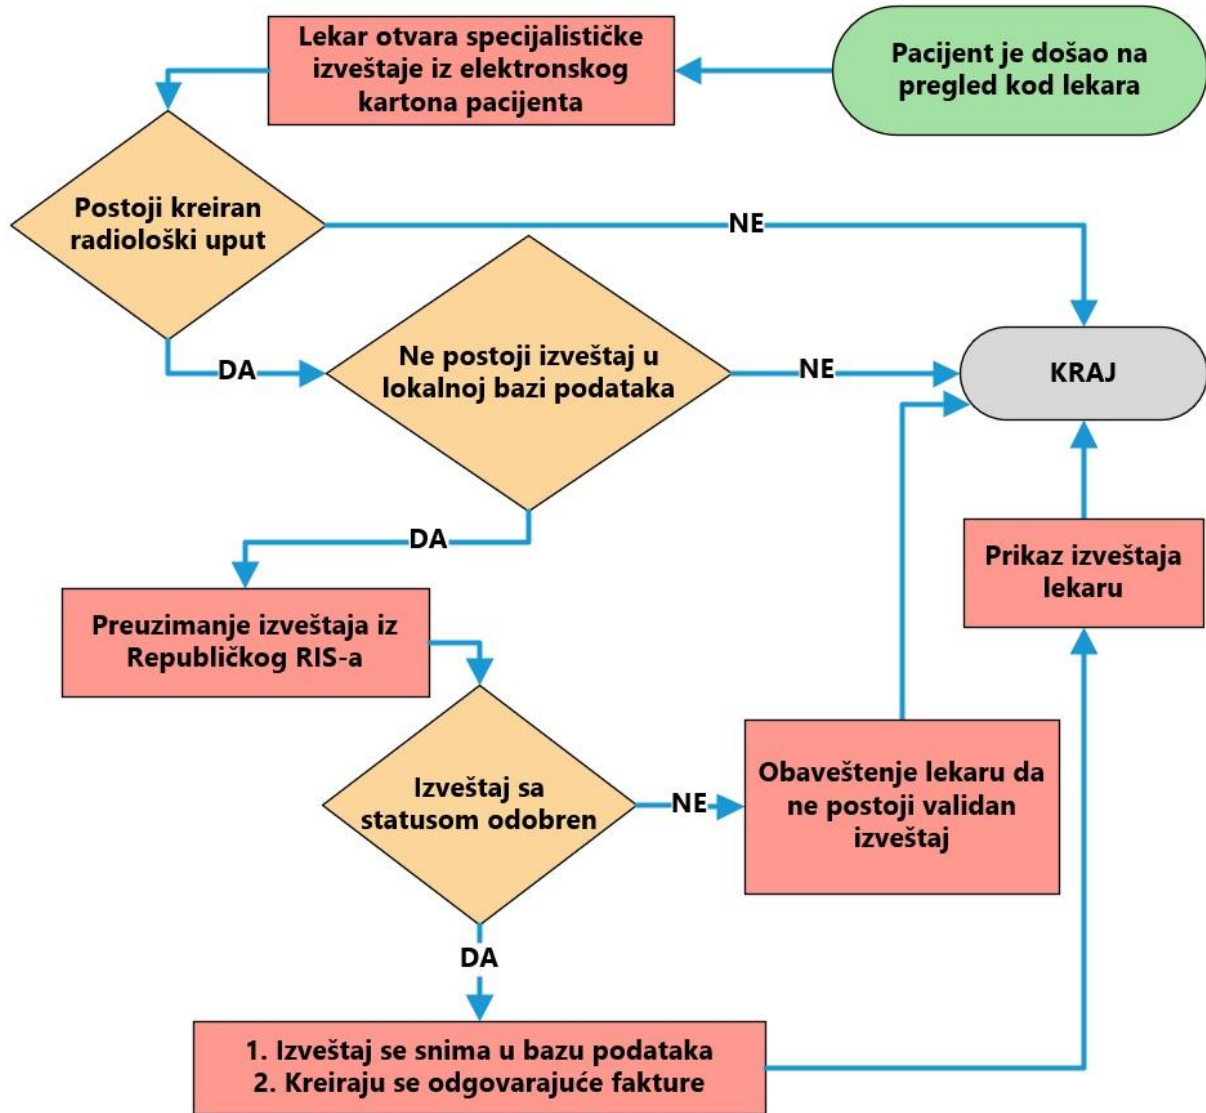 Pacijent je došao na
pregled kod lekara
Lekar otvara specijalističke
izveštaje iz elektronskog
kartona pacijenta
Postoji kreiran
radiološki uput
NE
DA
Ne postoji izveštaj u
lokalnoj bazi podataka
NE
KRAJ
DA
Preuzimanje izveštaja iz
Republičkog RIS-a
Izveštaj sa
statusom odobren
NE
Obaveštenje lekaru da
ne postoji validan
izveštaj
DA
1. Izveštaj se snima u bazu podataka
2. Kreiraju se odgovarajuće fakture
Prikaz izveštaja
lekaru